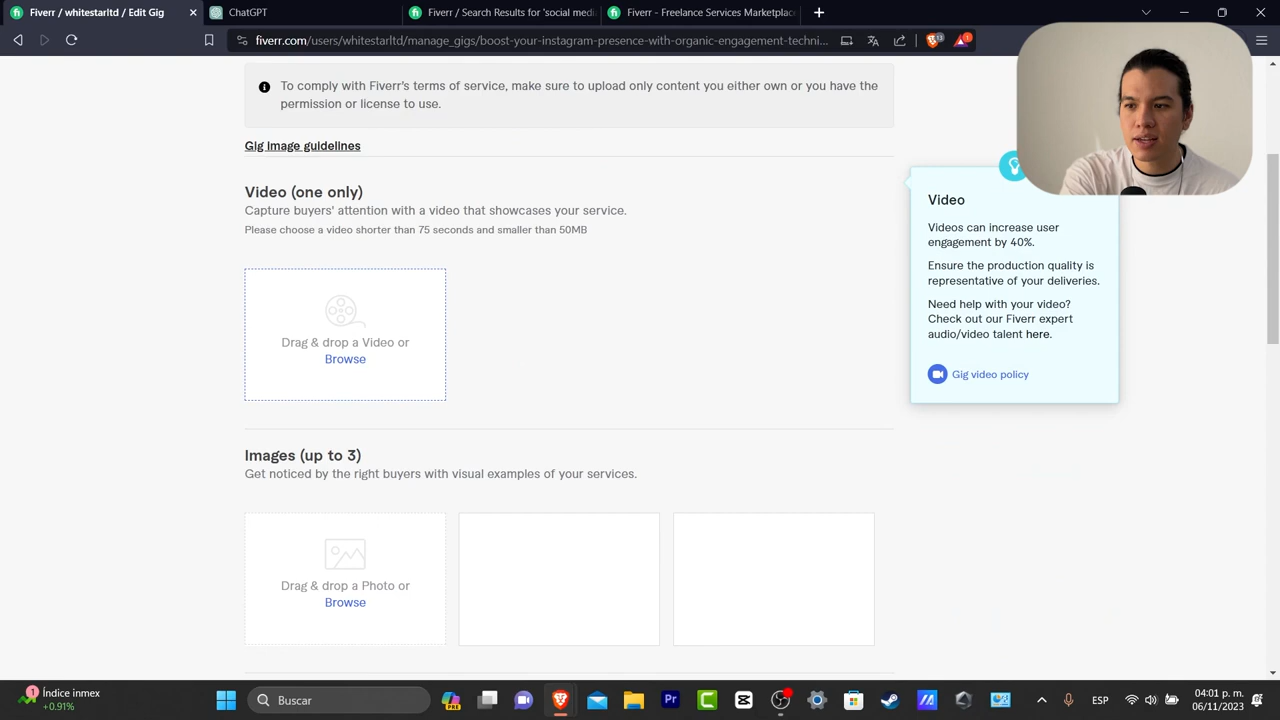 Fiverr / whitestarltd / Edit Gig
ChatGPT
Fiverr / Search Results for 'social medi
Fiverr - Freelance Services Marketplace
fiverr.com/users/whitestarltd/manage_gigs/boost-your-instagram-presence-with-organic-engagement-techni...
13
1
To comply with Fiverr's terms of service, make sure to upload only content you either own or you have the
permission or license to use.
Gig image guidelines
Video (one only)
Capture buyers' attention with a video that showcases your service.
Please choose a video shorter than 75 seconds and smaller than 50MB
Drag & drop a Video or
Browse
Video
Videos can increase user
engagement by 40%.
Ensure the production quality is
representative of your deliveries.
Need help with your video?
Check out our Fiverr expert
audio/video talent here.
Gig video policy
Images (up to 3)
Get noticed by the right buyers with visual examples of your services.
Drag & drop a Photo or
Browse
1
Índice inmex
+0.91%
Buscar
Pr
ESP
04:01 p. m.
06/11/2023